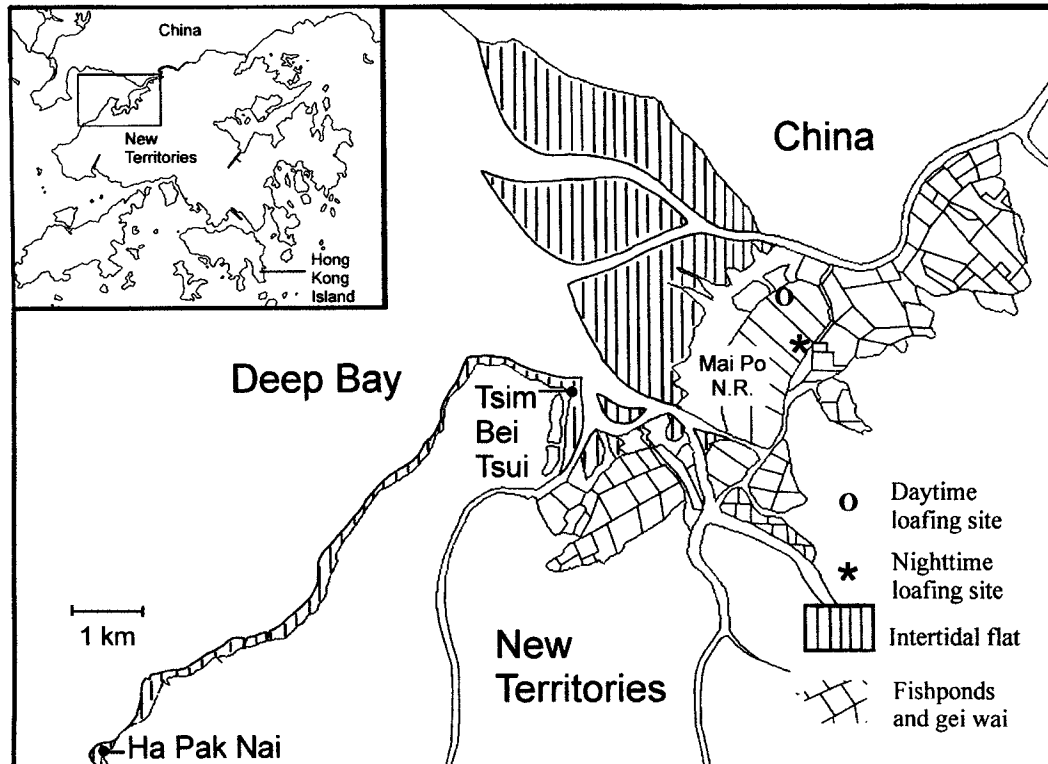 China
New
Territories
Hong
Kong
Island
China
Deep Bay
Tsim
Bei
Tsui
Mai Po
N.R.
1 km
New
Territories
Ha Pak Nai
O Daytime
loafing site
* Nighttime
loafing site
Intertidal flat
Fishponds
and gei wai
O
*